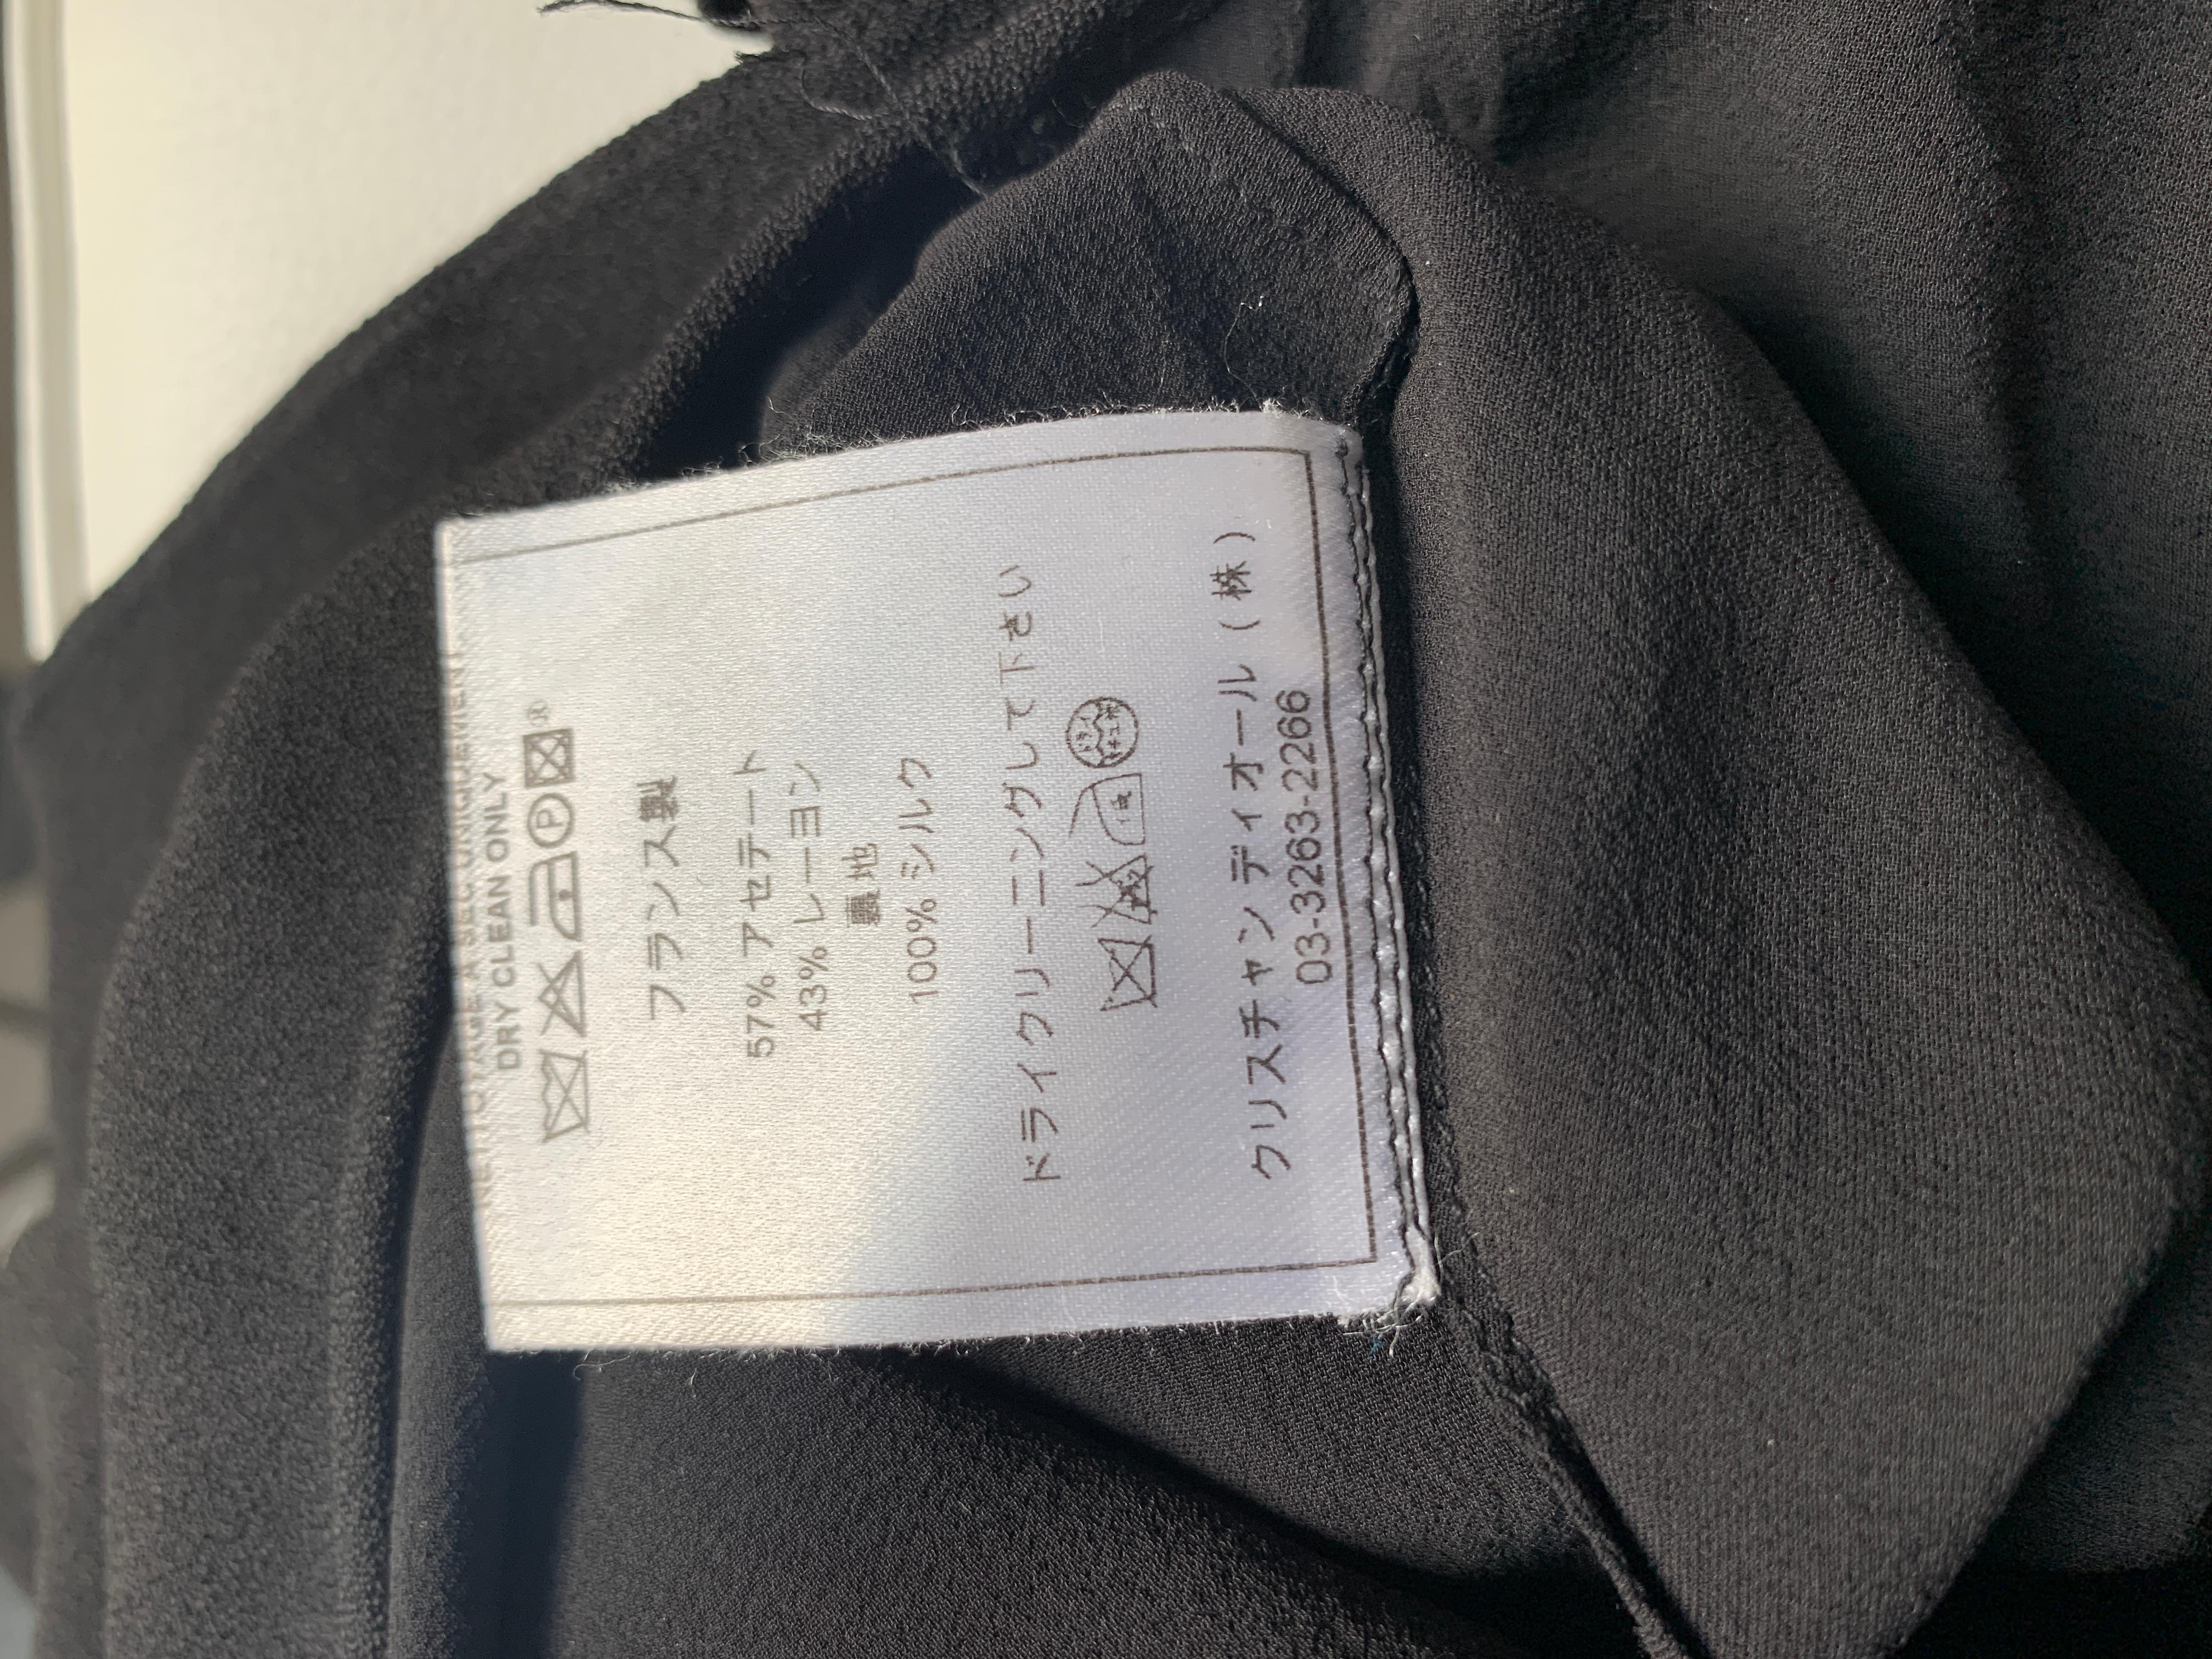 DRY CLEAN ONLY
P
フランス製
57% アセテート
43% レーヨン
裏地
100% シルク
ドライクリーニングして下さい
クリスチャン ディオール (株)
03-3263-2266